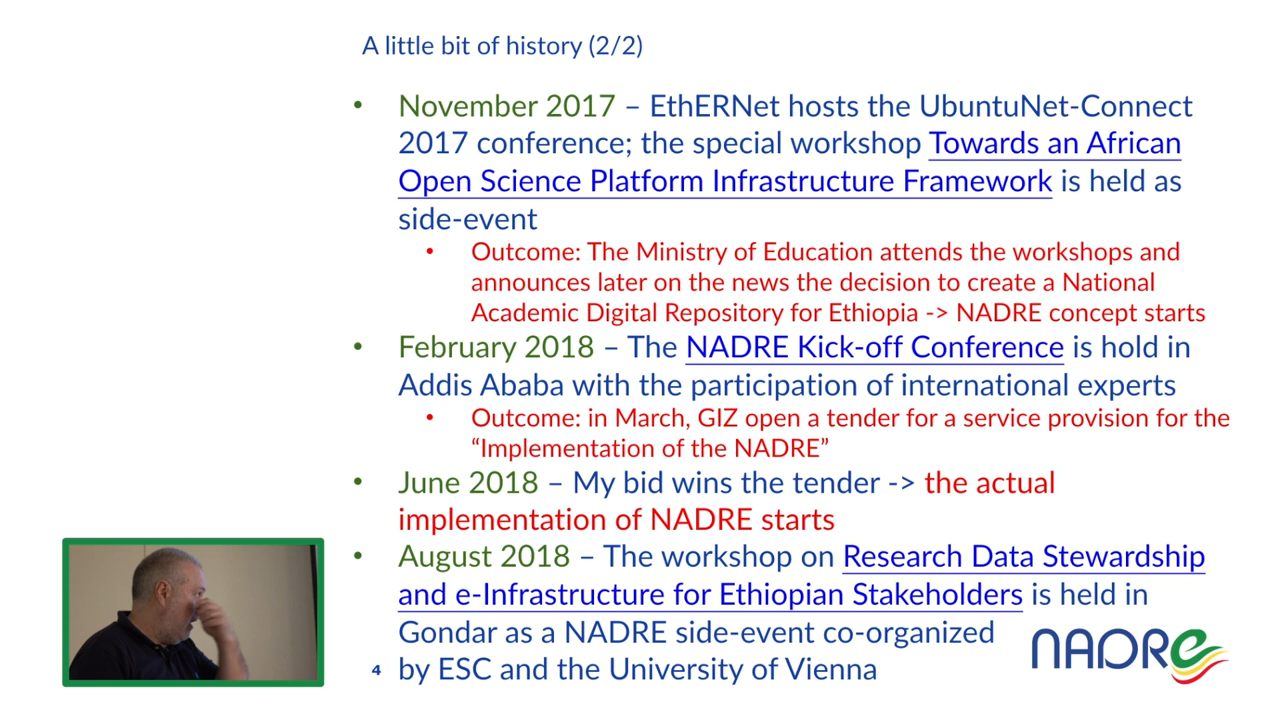 A little bit of history (2/2)
• November 2017 – EthERNet hosts the UbuntuNet-Connect
2017 conference; the special workshop Towards an African
Open Science Platform Infrastructure Framework is held as
side-event
• Outcome: The Ministry of Education attends the workshops and
announces later on the news the decision to create a National
Academic Digital Repository for Ethiopia -> NADRE concept starts
• February 2018 – The NADRE Kick-off Conference is hold in
Addis Ababa with the participation of international experts
• Outcome: in March, GIZ open a tender for a service provision for the
“Implementation of the NADRE”
• June 2018 – My bid wins the tender -> the actual
implementation of NADRE starts
• August 2018 – The workshop on Research Data Stewardship
and e-Infrastructure for Ethiopian Stakeholders is held in
Gondar as a NADRE side-event co-organized
by ESC and the University of Vienna
4
NADRe